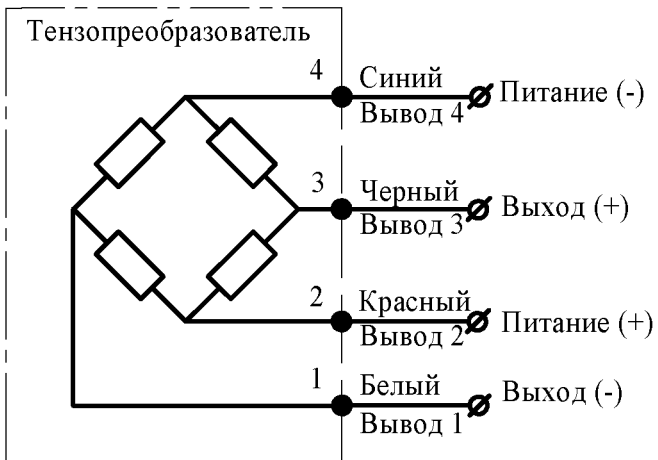 Тензопреобразователь
4 Синий
Вывод 4 Питание (-)
3 Черный
Вывод 3 Выход (+)
2 Красный
Вывод 2 Питание (+)
1 Белый
Вывод 1 Выход (-)